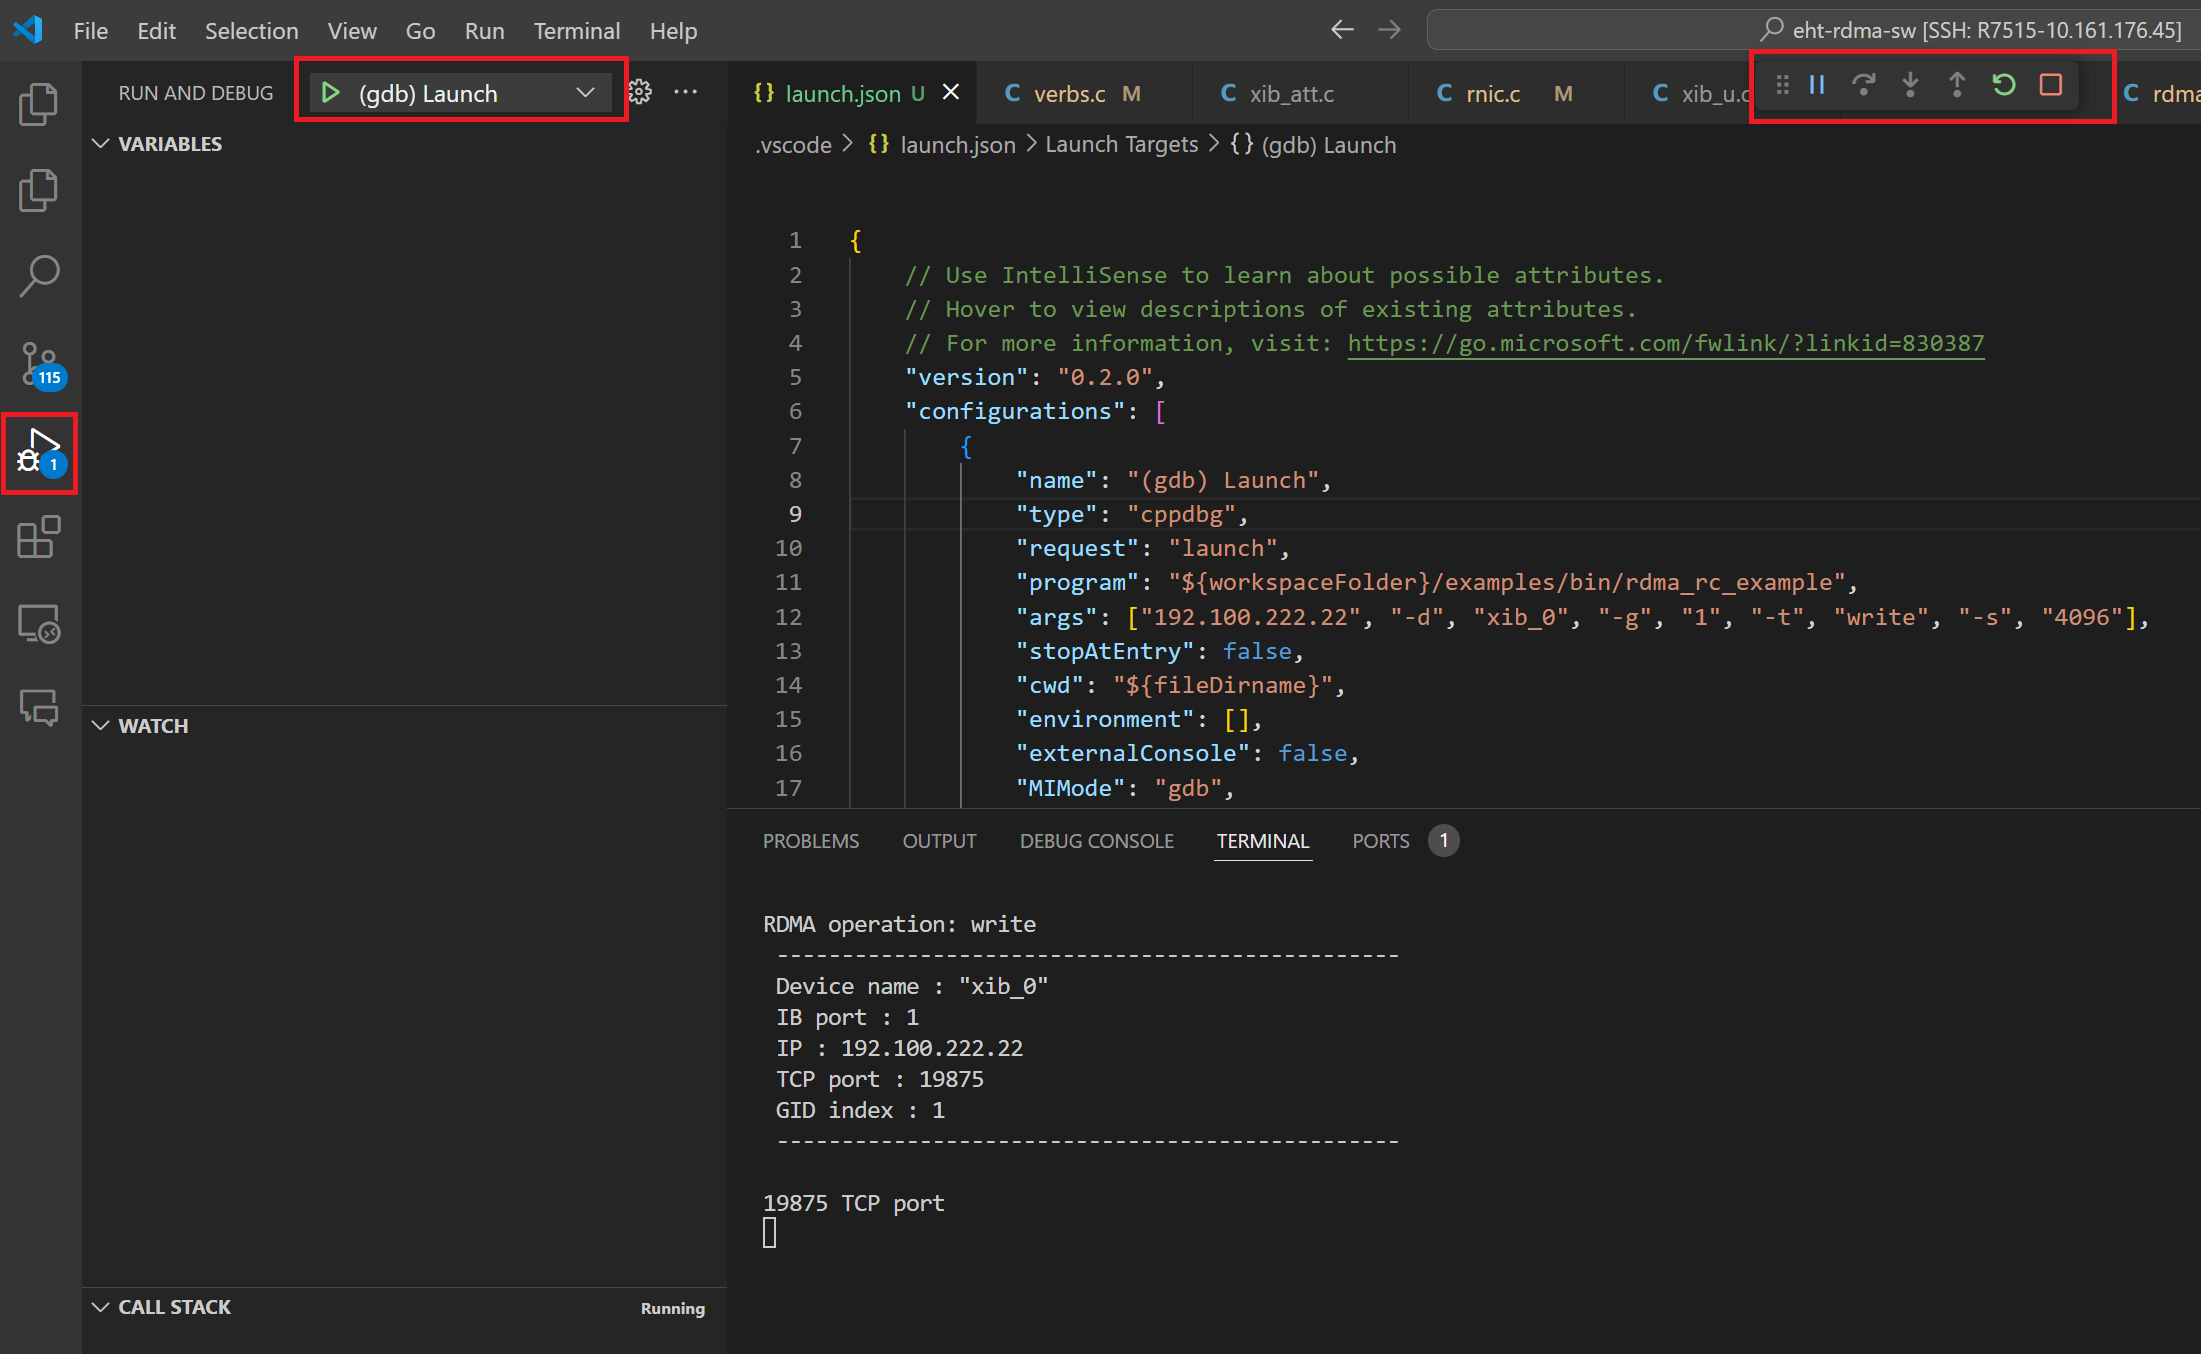 File Edit Selection View Go Run Terminal Help
eht-rdma-sw [SSH: R7515-10.161.176.45]
RUN AND DEBUG
(gdb) Launch
launch.json U
verbs.c M
xib_att.c
rnic.c M
xib_u.c
rdma
.vscode > {} launch.json > Launch Targets > {} (gdb) Launch
VARIABLES
1 {
2 // Use IntelliSense to learn about possible attributes.
3 // Hover to view descriptions of existing attributes.
4 // For more information, visit: https://go.microsoft.com/fwlink/?linkid=830387
5 "version": "0.2.0",
6 "configurations": [
7 {
8 "name": "(gdb) Launch",
9 "type": "cppdbg",
10 "request": "launch",
11 "program": "${workspaceFolder}/examples/bin/rdma_rc_example",
12 "args": ["192.100.222.22", "-d", "xib_0", "-g", "1", "-t", "write", "-s", "4096"],
13 "stopAtEntry": false,
14 "cwd": "${fileDirname}",
15 "environment": [],
16 "externalConsole": false,
17 "MIMode": "gdb",
115
1
WATCH
PROBLEMS OUTPUT DEBUG CONSOLE TERMINAL PORTS 1
RDMA operation: write
------------------------------------------------
Device name : "xib_0"
IB port : 1
IP : 192.100.222.22
TCP port : 19875
GID index : 1
------------------------------------------------
19875 TCP port
CALL STACK
Running